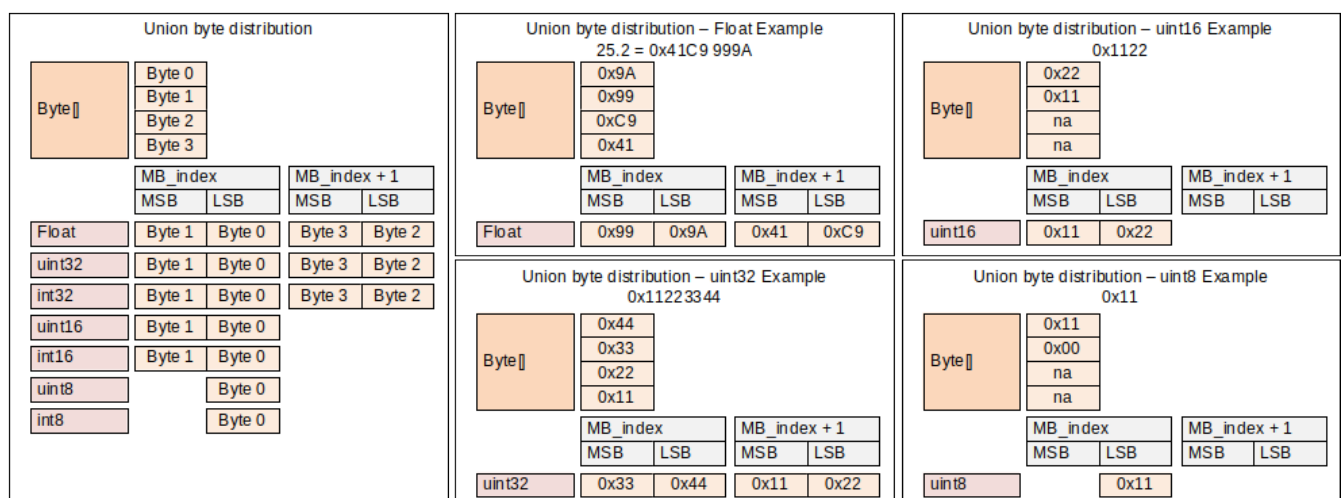 Union byte distribution
Byte[]
Byte 0
Byte 1
Byte 2
Byte 3
MB_index MB_index + 1
MSB LSB MSB LSB
Float Byte 1 Byte 0 Byte 3 Byte 2
uint32 Byte 1 Byte 0 Byte 3 Byte 2
int32 Byte 1 Byte 0 Byte 3 Byte 2
uint16 Byte 1 Byte 0
int16 Byte 1 Byte 0
uint8 Byte 0
int8 Byte 0
Union byte distribution – Float Example
25.2 = 0x41C9 999A
Byte[]
0x9A
0x99
0xC9
0x41
MB_index MB_index + 1
MSB LSB MSB LSB
Float 0x99 0x9A 0x41 0xC9
Union byte distribution – uint16 Example
0x1122
Byte[]
0x22
0x11
na
na
MB_index MB_index + 1
MSB LSB MSB LSB
uint16 0x11 0x22
Union byte distribution – uint32 Example
0x11223344
Byte[]
0x44
0x33
0x22
0x11
MB_index MB_index + 1
MSB LSB MSB LSB
uint32 0x33 0x44 0x11 0x22
Union byte distribution – uint8 Example
0x11
Byte[]
0x11
0x00
na
na
MB_index MB_index + 1
MSB LSB MSB LSB
uint8 0x11